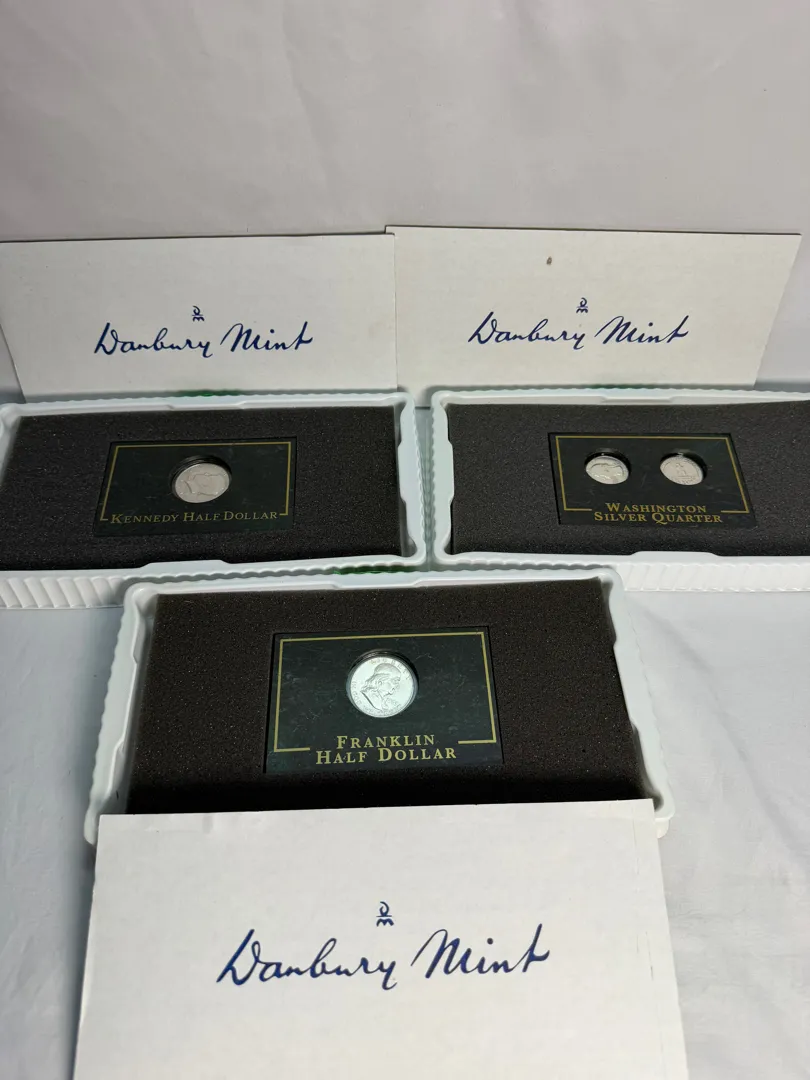 Danbury Mint
Danbury Mint
KENNEDY HALF DOLLAR
WASHINGTON
SILVER QUARTER
FRANKLIN
HALF DOLLAR
Danbury Mint